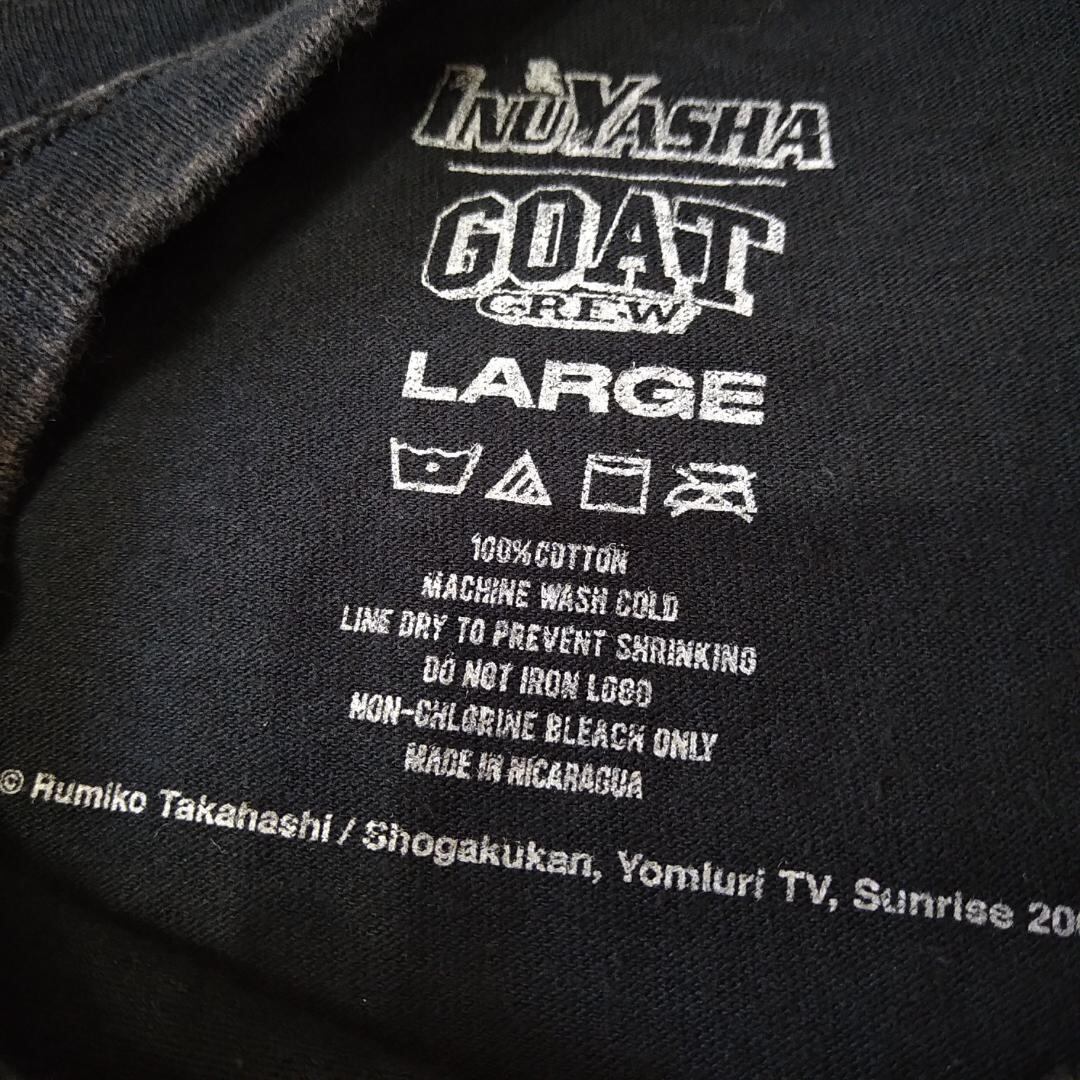 INUYASHA
GOAT
CREW
LARGE
100% COTTON
MACHINE WASH COLD
LINE DRY TO PREVENT SHRINKING
DO NOT IRON LOGO
NON-CHLORINE BLEACH ONLY
MADE IN NICARAGUA
© Rumiko Takahashi / Shogakukan, Yomiuri TV, Sunrise